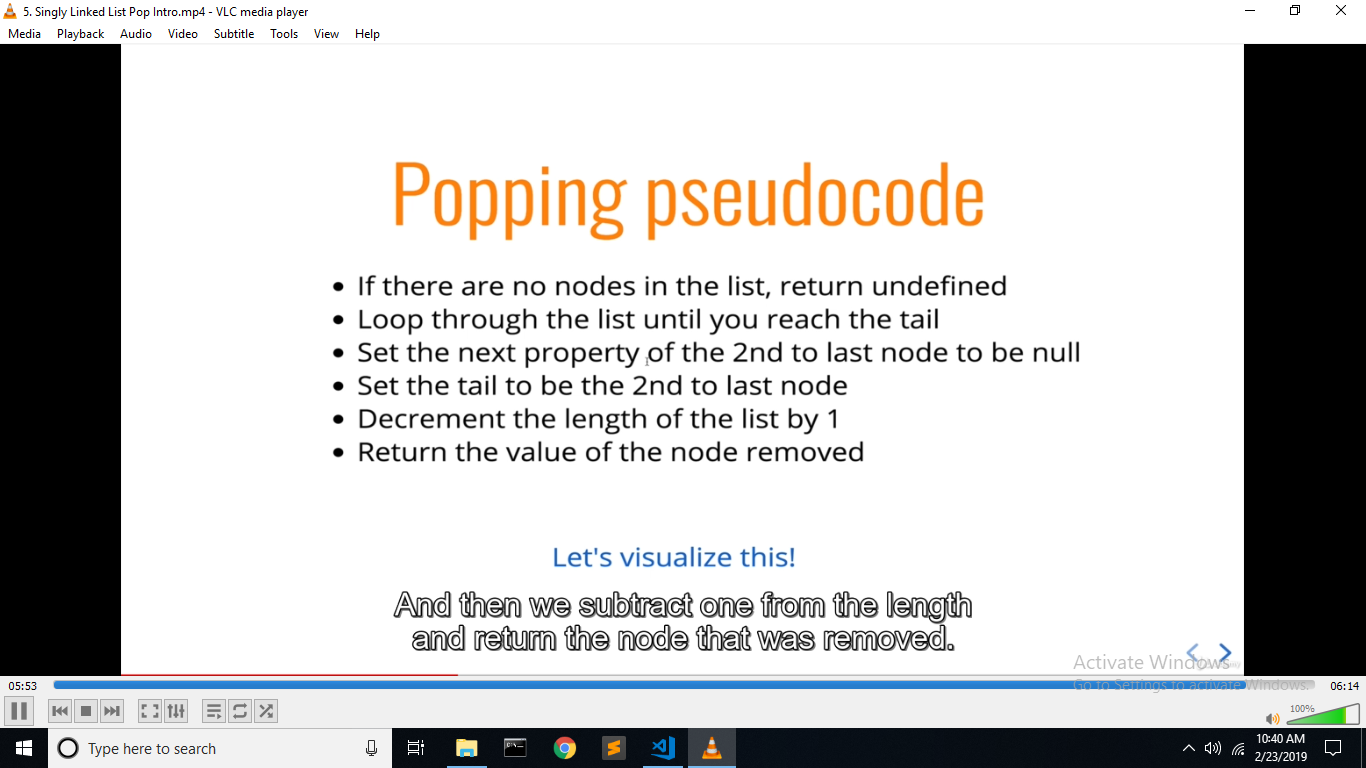 5. Singly Linked List Pop Intro.mp4 - VLC media player
Media Playback Audio Video Subtitle Tools View Help
Popping pseudocode
• If there are no nodes in the list, return undefined
• Loop through the list until you reach the tail
• Set the next property of the 2nd to last node to be null
• Set the tail to be the 2nd to last node
• Decrement the length of the list by 1
• Return the value of the node removed
Let's visualize this!
And then we subtract one from the length
and return the node that was removed.
Activate Windows
Go to Settings to activate Windows.
05:53
06:14
100%
Type here to search
10:40 AM
2/23/2019